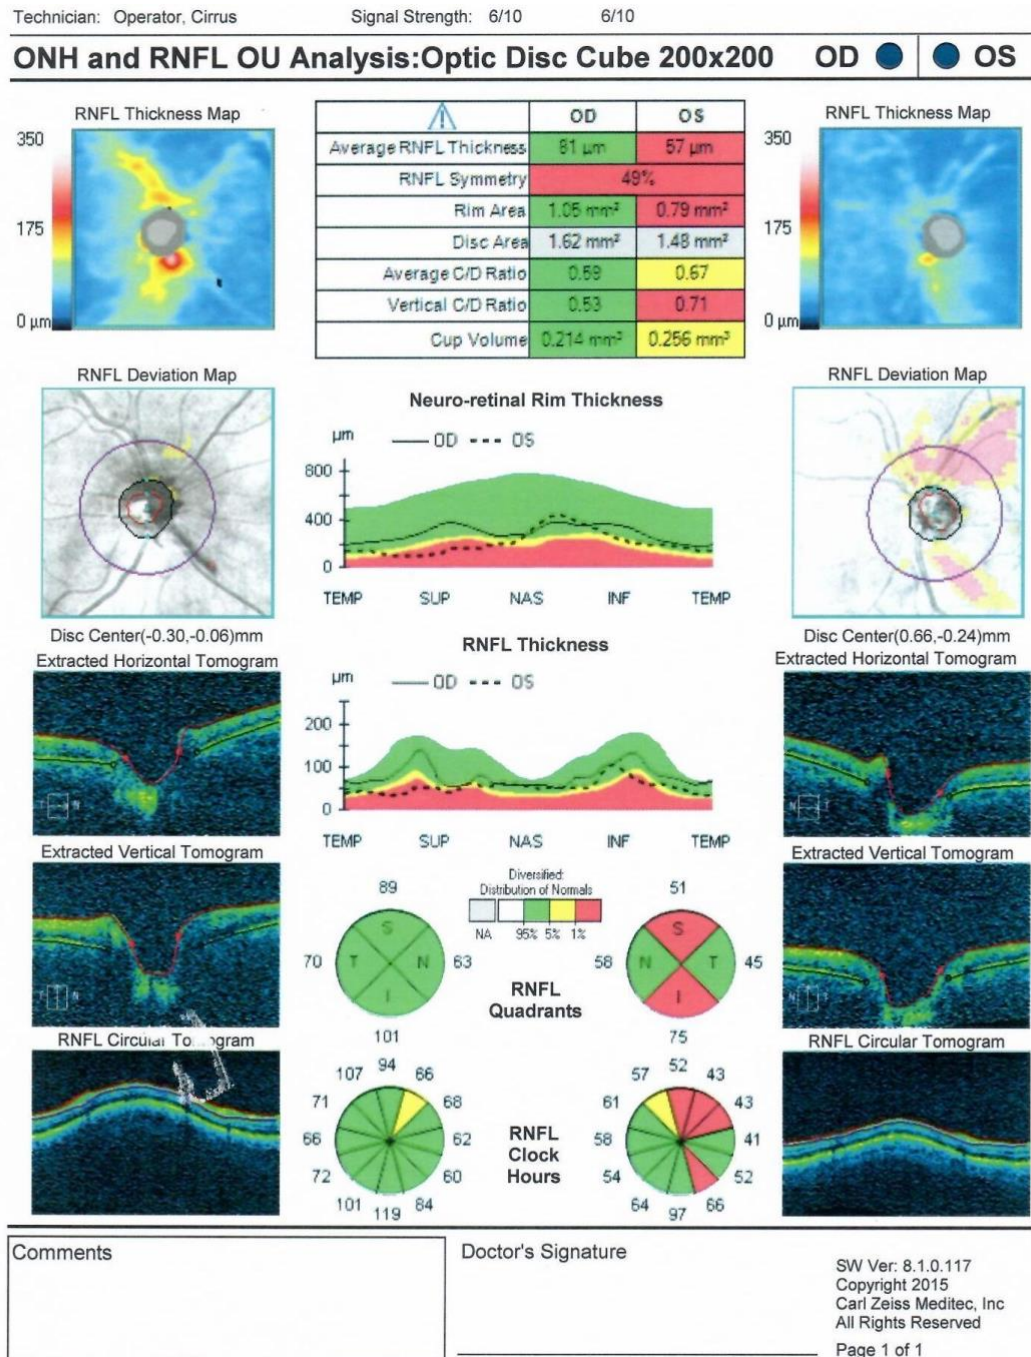 Technician: Operator, Cirrus Signal Strength: 6/10 6/10
ONH and RNFL OU Analysis:Optic Disc Cube 200x200 OD OS
RNFL Thickness Map
350
175
0 µm
OD OS
Average RNFL Thickness 81 µm 57 µm
RNFL Symmetry 49%
Rim Area 1.05 mm² 0.79 mm²
Disc Area 1.62 mm² 1.48 mm²
Average C/D Ratio 0.59 0.67
Vertical C/D Ratio 0.53 0.71
Cup Volume 0.214 mm³ 0.256 mm³
RNFL Thickness Map
350
175
0 µm
RNFL Deviation Map
Disc Center(-0.30,-0.06)mm
Neuro-retinal Rim Thickness
µm OD OS
800
400
0
TEMP SUP NAS INF TEMP
RNFL Deviation Map
Disc Center(0.66,-0.24)mm
Extracted Horizontal Tomogram
T N
RNFL Thickness
µm OD OS
200
100
0
TEMP SUP NAS INF TEMP
Extracted Horizontal Tomogram
N T
Extracted Vertical Tomogram
Extracted Vertical Tomogram
Diversified:
Distribution of Normals
NA 95% 5% 1%
89
S
70 T N 63
I
101
RNFL
Quadrants
51
S
58 N T 45
I
75
RNFL Circular Tomogram
RNFL Circular Tomogram
107 94 66
71 68
66 62
72 60
101 119 84
RNFL
Clock
Hours
57 52 43
61 43
58 41
54 52
64 97 66
Comments
Doctor's Signature
SW Ver: 8.1.0.117
Copyright 2015
Carl Zeiss Meditec, Inc
All Rights Reserved
Page 1 of 1